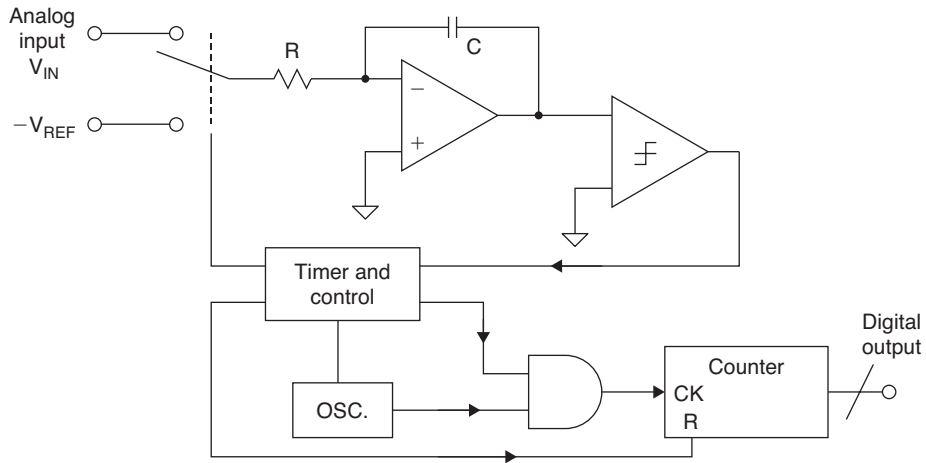 Analog
input
V_IN
−V_REF
R
C
−
+
Timer and
control
OSC.
Counter
CK
R
Digital
output